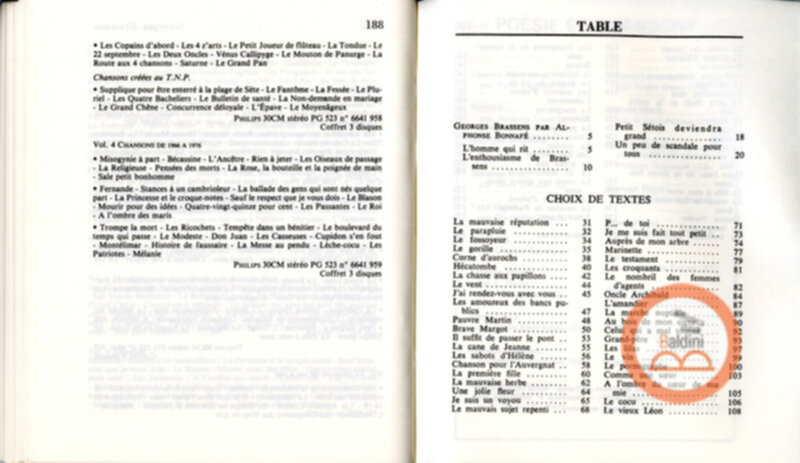 188
• Les Copains d'abord - Les 4 z'arts - Le Petit Joueur de flûteau - La Tondue - Le
22 septembre - Les Deux Oncles - Vénus Callipyge - Le Mouton de Panurge - La
Route aux 4 chansons - Saturne - Le Grand Pan
Chansons créées au T.N.P.
• Supplique pour être enterré à la plage de Sète - Le Fantôme - La Fessée - Le Plu-
riel - Les Quatre Bacheliers - Le Bulletin de santé - La Non-demande en mariage
- Le Grand Chêne - Concurrence déloyale - L'Épave - Le Moyenâgeux
PHILIPS 30CM stéréo PG 523 n° 6641 958
Coffret 3 disques
Vol. 4 CHANSONS DE 1966 A 1976
• Misogynie à part - Bécassine - L'Ancêtre - Rien à jeter - Les Oiseaux de passage
- La Religieuse - Pensées des morts - La Rose, la bouteille et la poignée de main
- Sale petit bonhomme
• Fernande - Stances à un cambrioleur - La ballade des gens qui sont nés quelque
part - La Princesse et le croque-notes - Sauf le respect que je vous dois - Le Blason
- Mourir pour des idées - Quatre-vingt-quinze pour cent - Les Passantes - Le Roi
- A l'ombre des maris
• Trompe la mort - Les Ricochets - Tempête dans un bénitier - Le boulevard du
temps qui passe - Le Modeste - Don Juan - Les Casseuses - Cupidon s'en fout
- Montélimar - Histoire de faussaire - La Messe au pendu - Lèche-cocu - Les
Patriotes - Mélanie
PHILIPS 30CM stéréo PG 523 n° 6641 959
Coffret 3 disques
TABLE
GEORGES BRASSENS PAR AL-
PHONSE BONNAFÉ ........ 5
L'homme qui rit ........ 5
L'enthousiasme de Bras-
sens ........ 10
Petit Sétois deviendra
grand ........ 18
Un peu de scandale pour
tous ........ 20
CHOIX DE TEXTES
La mauvaise réputation ... 31
Le parapluie ........ 32
Le fossoyeur ........ 34
Le gorille ........ 35
Corne d'aurochs ........ 38
Hécatombe ........ 40
La chasse aux papillons ... 42
Le vent ........ 44
J'ai rendez-vous avec vous . 45
Les amoureux des bancs pu-
blics ........ 47
Pauvre Martin ........ 48
Brave Margot ........ 50
Il suffit de passer le pont .. 53
La cane de Jeanne ........ 55
Les sabots d'Hélène ........ 56
Chanson pour l'Auvergnat .. 58
La première fille ........ 60
La mauvaise herbe ........ 62
Une jolie fleur ........ 64
Je suis un voyou ........ 65
Le mauvais sujet repenti ... 68
P... de toi ........ 71
Je me suis fait tout petit .. 73
Auprès de mon arbre ........ 74
Marinette ........ 77
Le testament ........ 79
Les croquants ........ 81
Le nombril des femmes
d'agents ........ 82
Oncle Archibald ........ 84
L'amandier ........ 87
La marche nuptiale ........ 89
Au bois de mon cœur ........ 90
Celui qui a mal tourné ... 92
Grand-père ........ 93
Les
Le
Le pornographe ........ 100
Comme une sœur ........ 103
A l'ombre du cœur de ma
mie ........ 105
Le cocu ........ 106
Le vieux Léon ........ 108
Baldini